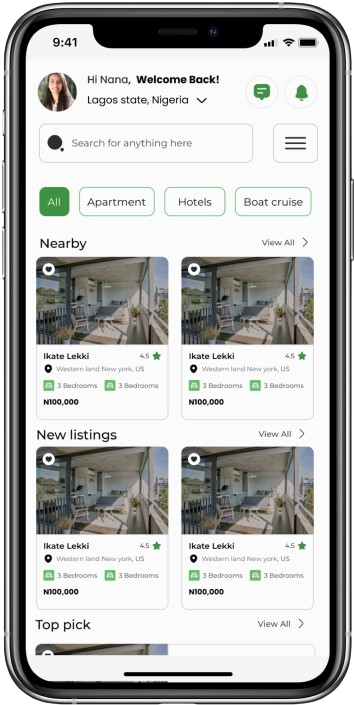 9:41
Hi Nana, Welcome Back!
Lagos state, Nigeria
Search for anything here
All Apartment Hotels Boat cruise
Nearby View All
Ikate Lekki 4.5 Ikate Lekki 4.5
Western land New york, US Western land New york, US
3 Bedrooms 3 Bedrooms 3 Bedrooms 3 Bedrooms
N100,000 N100,000
New listings View All
Ikate Lekki 4.5 Ikate Lekki 4.5
Western land New york, US Western land New york, US
3 Bedrooms 3 Bedrooms 3 Bedrooms 3 Bedrooms
N100,000 N100,000
Top pick View All